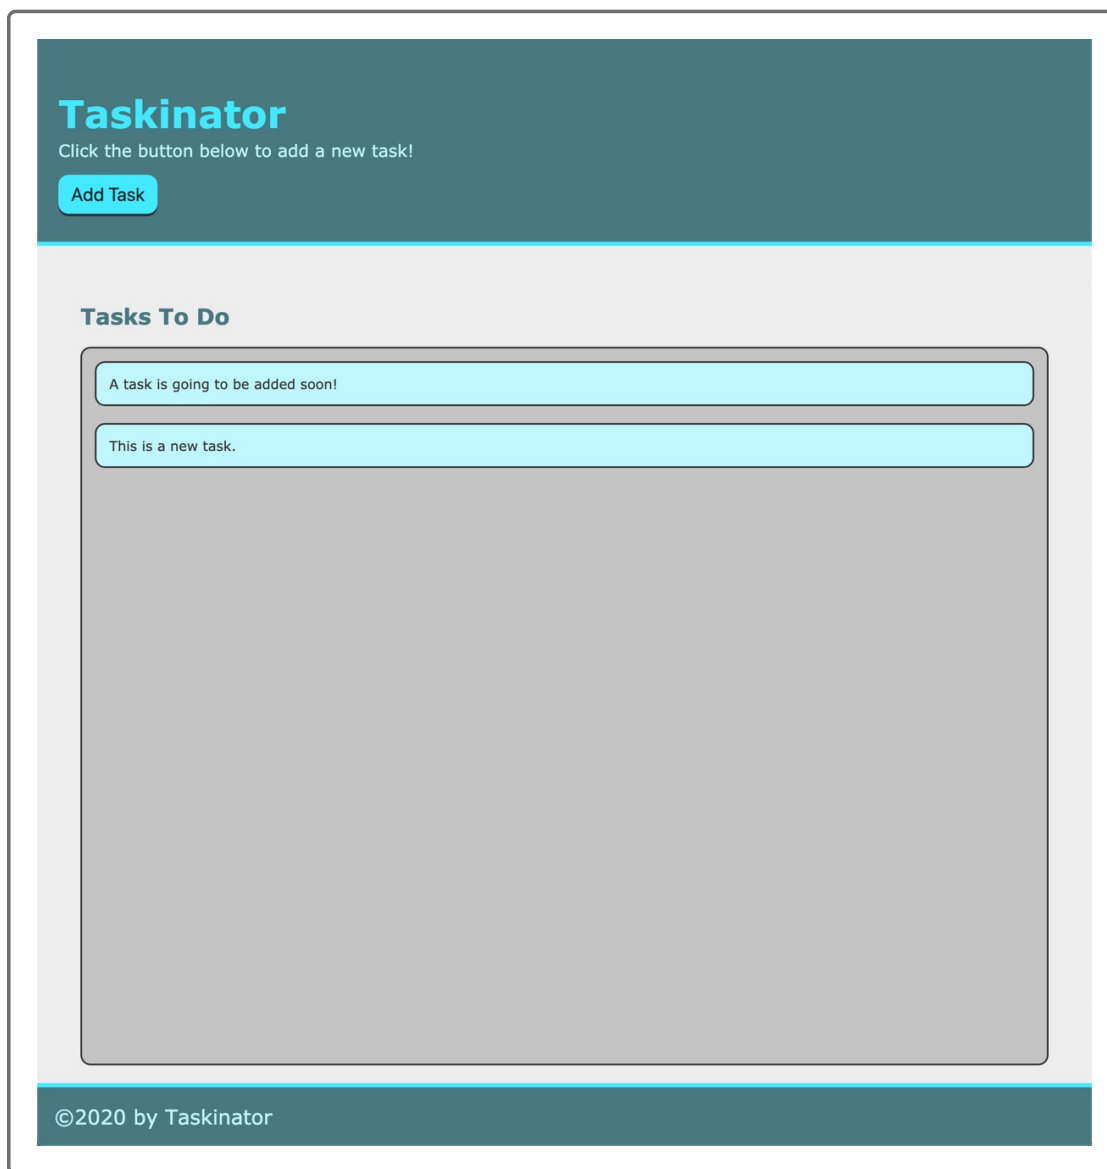 Taskinator
Click the button below to add a new task!
Add Task
Tasks To Do
A task is going to be added soon!
This is a new task.
©2020 by Taskinator